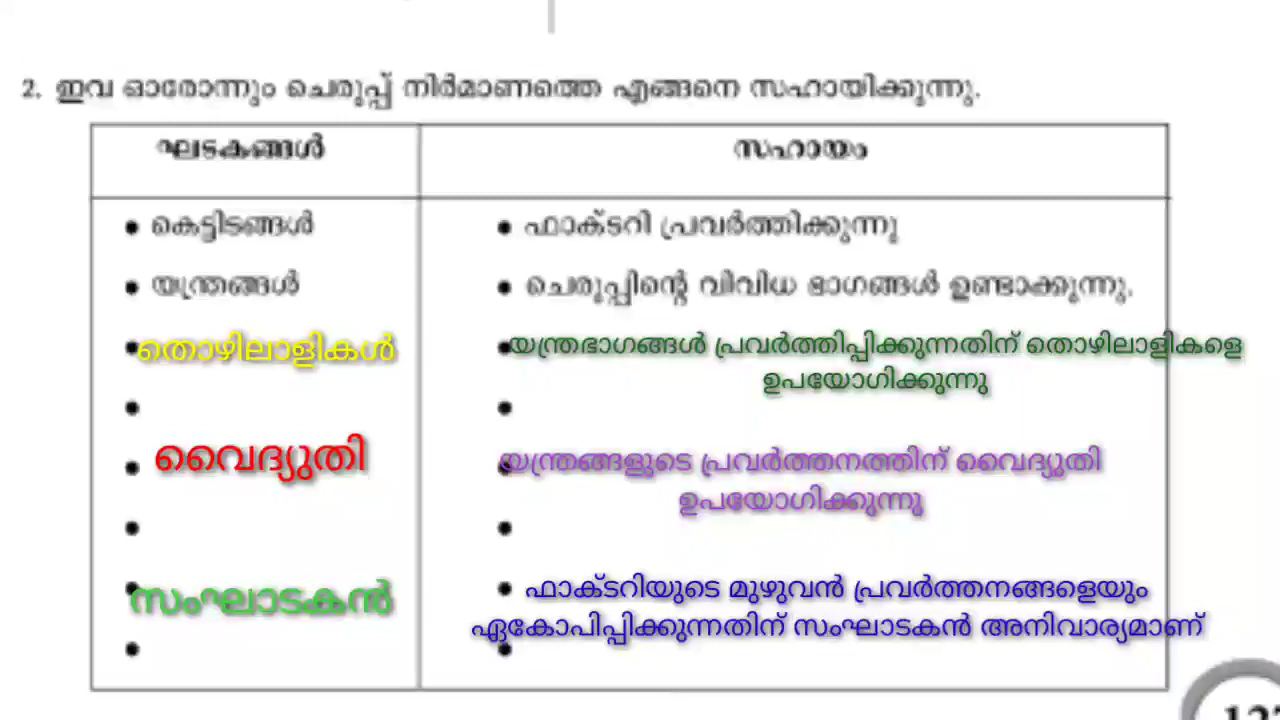 2. ഇവ ഓരോന്നും ചെരുപ്പ് നിർമാണത്തെ എങ്ങനെ സഹായിക്കുന്നു.
ഘടകങ്ങൾ
സഹായം
• കെട്ടിടങ്ങൾ
• ഫാക്ടറി പ്രവർത്തിക്കുന്നു
• യന്ത്രങ്ങൾ
• ചെരുപ്പിന്റെ വിവിധ ഭാഗങ്ങൾ ഉണ്ടാക്കുന്നു.
• തൊഴിലാളികൾ
• യന്ത്രഭാഗങ്ങൾ പ്രവർത്തിപ്പിക്കുന്നതിന് തൊഴിലാളികളെ
ഉപയോഗിക്കുന്നു
• വൈദ്യുതി
• യന്ത്രങ്ങളുടെ പ്രവർത്തനത്തിന് വൈദ്യുതി
ഉപയോഗിക്കുന്നു
• സംഘാടകൻ
• ഫാക്ടറിയുടെ മുഴുവൻ പ്രവർത്തനങ്ങളെയും
ഏകോപിപ്പിക്കുന്നതിന് സംഘാടകൻ അനിവാര്യമാണ്